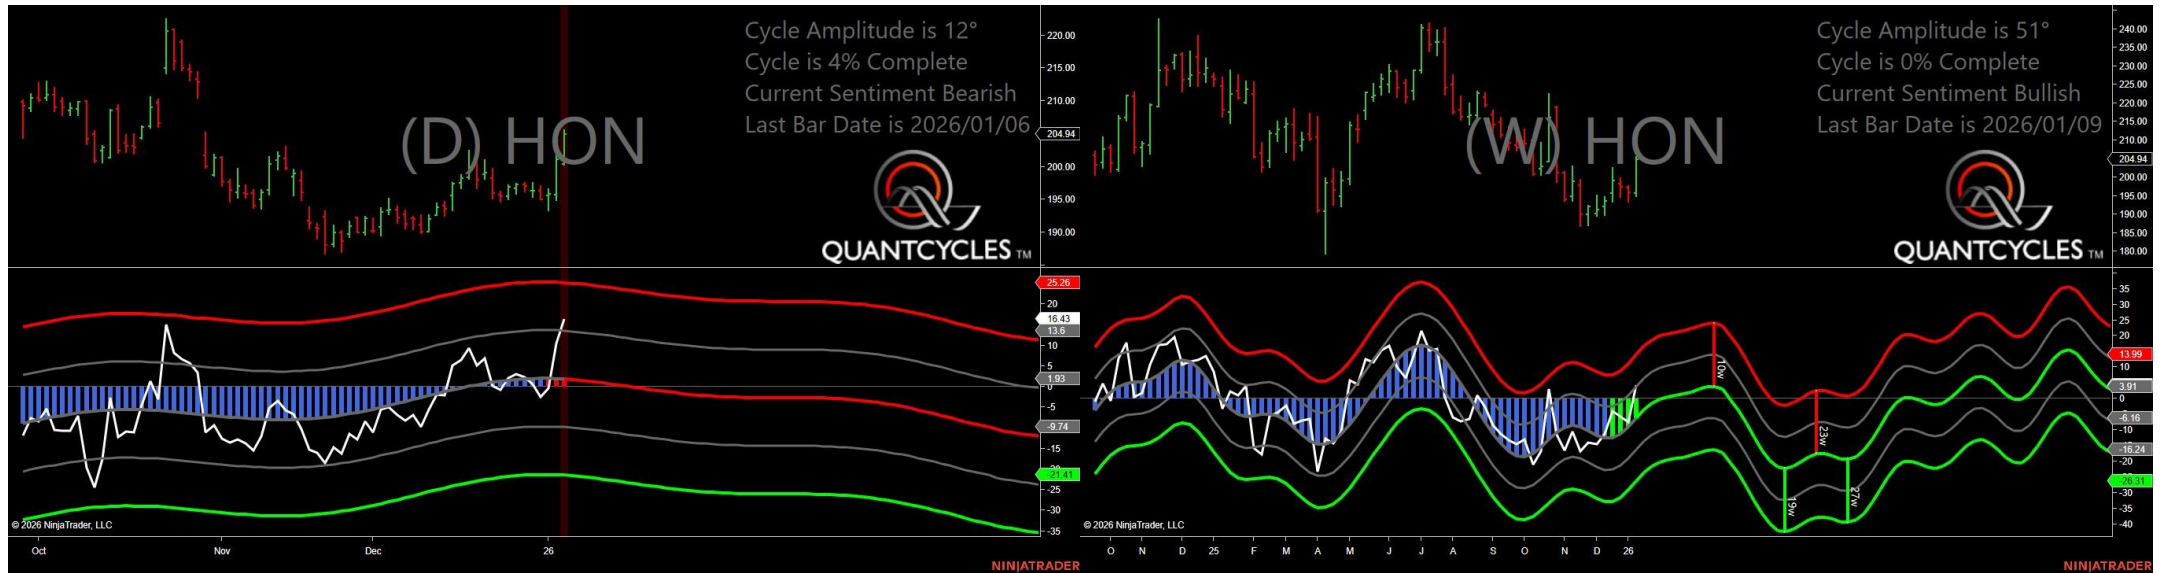 Cycle Amplitude is 12°
Cycle is 4% Complete
Current Sentiment Bearish
Last Bar Date is 2026/01/06
(D) HON
QUANTCYCLES TM
220.00
215.00
210.00
204.94
200.00
195.00
190.00
25.26
20
16.43
13.6
10
5
1.93
0
-5
-9.74
-15
-21.41
-25
-30
-35
© 2026 NinjaTrader, LLC
Oct Nov Dec 26
NINJATRADER
Cycle Amplitude is 51°
Cycle is 0% Complete
Current Sentiment Bullish
Last Bar Date is 2026/01/09
(W) HON
QUANTCYCLES TM
240.00
235.00
230.00
225.00
220.00
215.00
210.00
204.94
200.00
195.00
190.00
185.00
180.00
10w
23w
19w
27w
35
30
25
20
13.99
10
3.91
0
-6.16
-10
-16.24
-20
-26.31
-30
-35
-40
© 2026 NinjaTrader, LLC
O N D 25 F M A M J J A S O N D 26
NINJATRADER